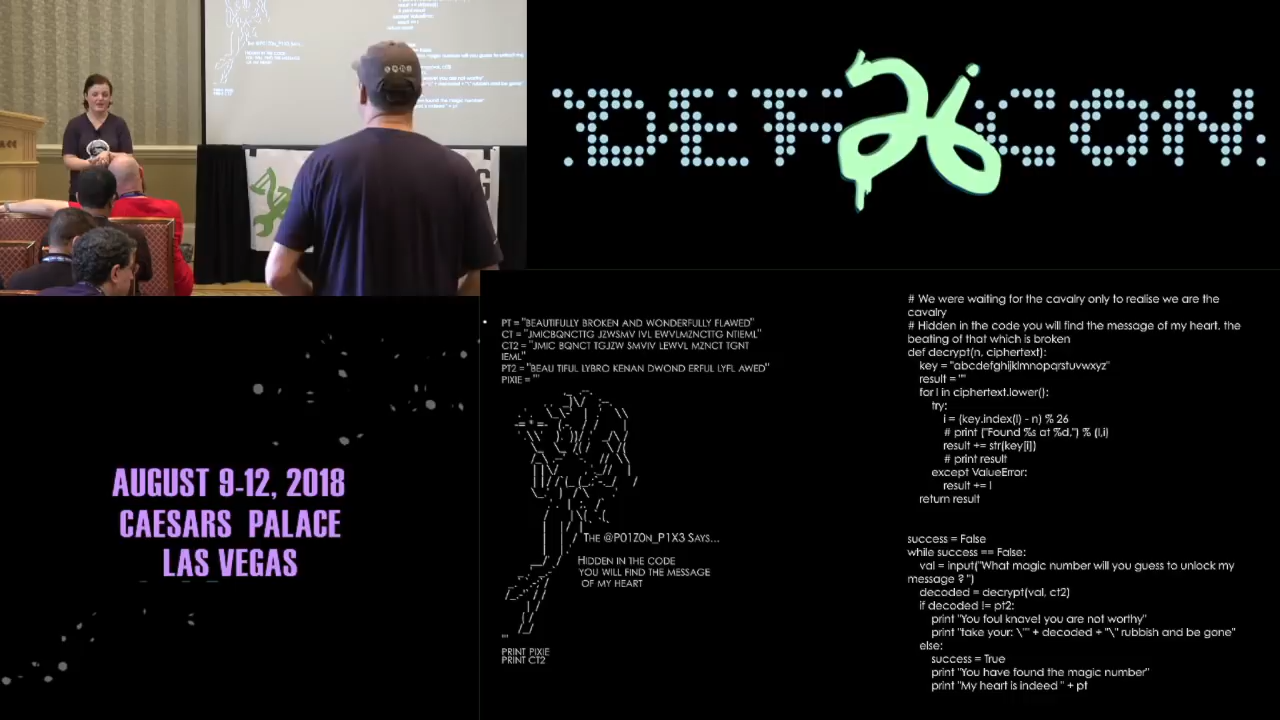 DEF 26 CON
AUGUST 9-12, 2018
CAESARS PALACE
LAS VEGAS
PT = "BEAUTIFULLY BROKEN AND WONDERFULLY FLAWED"
CT = "JMICBQNCTTG JZWSMV IVL EWVLMZNCTTG NTIEML"
CT2 = "JMIC BQNCT TGJZW SMVIV LEWVL MZNCT TGNT
IEML"
PT2 = "BEAU TIFUL LYBRO KENAN DWOND ERFUL LYFL AWED"
PIXIE = '''
THE @P01Z0N_P1X3 SAYS...
HIDDEN IN THE CODE
YOU WILL FIND THE MESSAGE
OF MY HEART
'''
PRINT PIXIE
PRINT CT2
# We were waiting for the cavalry only to realise we are the
cavalry
# Hidden in the code you will find the message of my heart, the
beating of that which is broken
def decrypt(n, ciphertext):
key = "abcdefghijklmnopqrstuvwxyz"
result = ""
for l in ciphertext.lower():
try:
i = (key.index(l) - n) % 26
# print ("Found %s at %d.") % (l,i)
result += str(key[i])
# print result
except ValueError:
result += l
return result
success = False
while success == False:
val = input("What magic number will you guess to unlock my
message ? ")
decoded = decrypt(val, ct2)
if decoded != pt2:
print "You foul knave! you are not worthy"
print "take your: \"" + decoded + "\" rubbish and be gone"
else:
success = True
print "You have found the magic number"
print "My heart is indeed " + pt